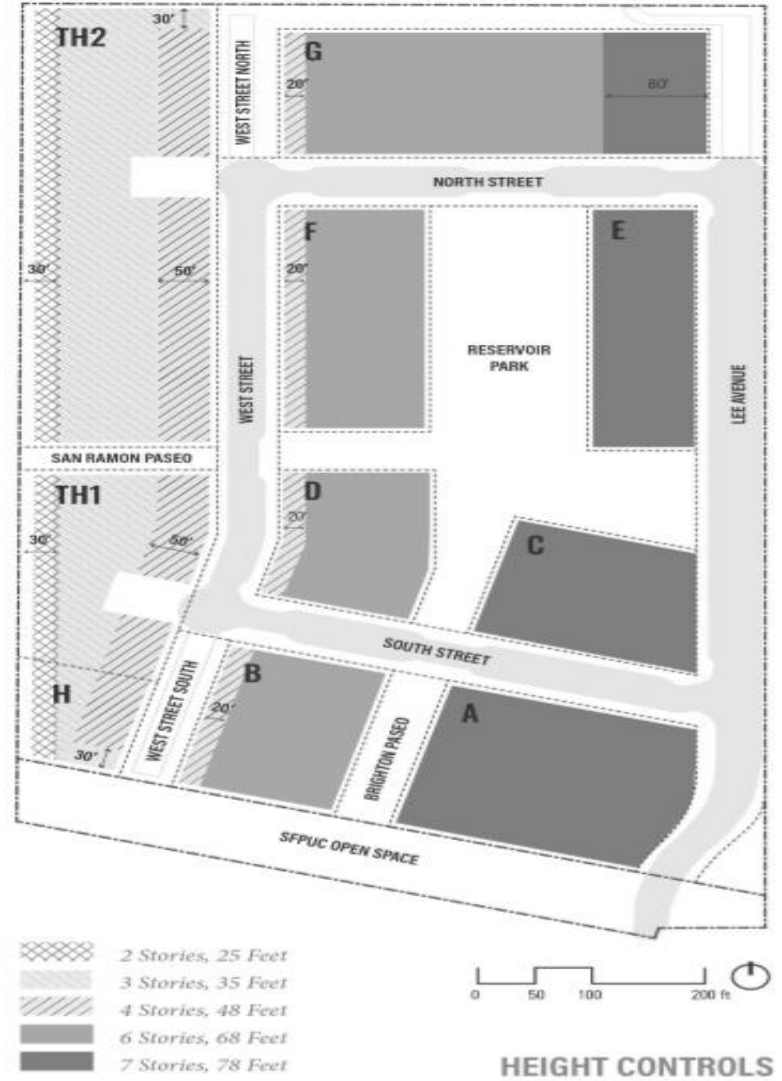 30'
TH2
WEST STREET NORTH
G
20'
80'
NORTH STREET
F
E
30'
50'
20'
RESERVOIR
PARK
WEST STREET
LEE AVENUE
SAN RAMON PASEO
TH1
D
20'
30'
50'
C
SOUTH STREET
H
WEST STREET SOUTH
B
20'
A
BRIGHTON PASEO
30'
SFPUC OPEN SPACE
2 Stories, 25 Feet
3 Stories, 35 Feet
4 Stories, 48 Feet
6 Stories, 68 Feet
7 Stories, 78 Feet
0 50 100 200 ft
HEIGHT CONTROLS